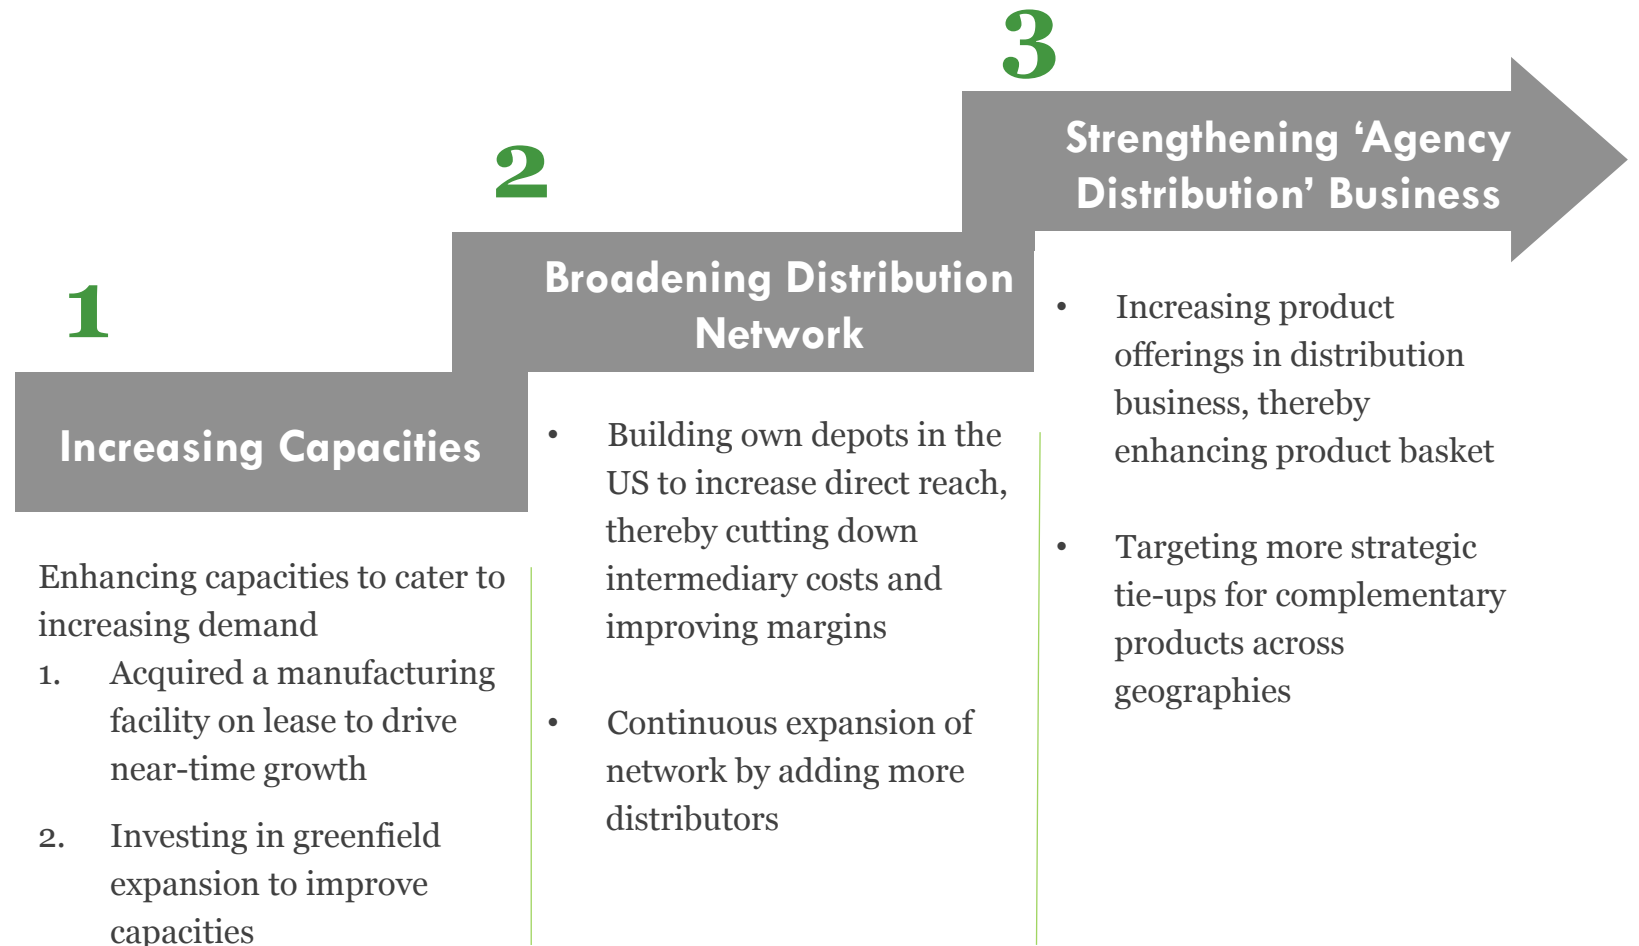 1
Increasing Capacities
Enhancing capacities to cater to
increasing demand
1. Acquired a manufacturing
facility on lease to drive
near-time growth
2. Investing in greenfield
expansion to improve
capacities
2
Broadening Distribution
Network
• Building own depots in the
US to increase direct reach,
thereby cutting down
intermediary costs and
improving margins
• Continuous expansion of
network by adding more
distributors
3
Strengthening ‘Agency
Distribution’ Business
• Increasing product
offerings in distribution
business, thereby
enhancing product basket
• Targeting more strategic
tie-ups for complementary
products across
geographies